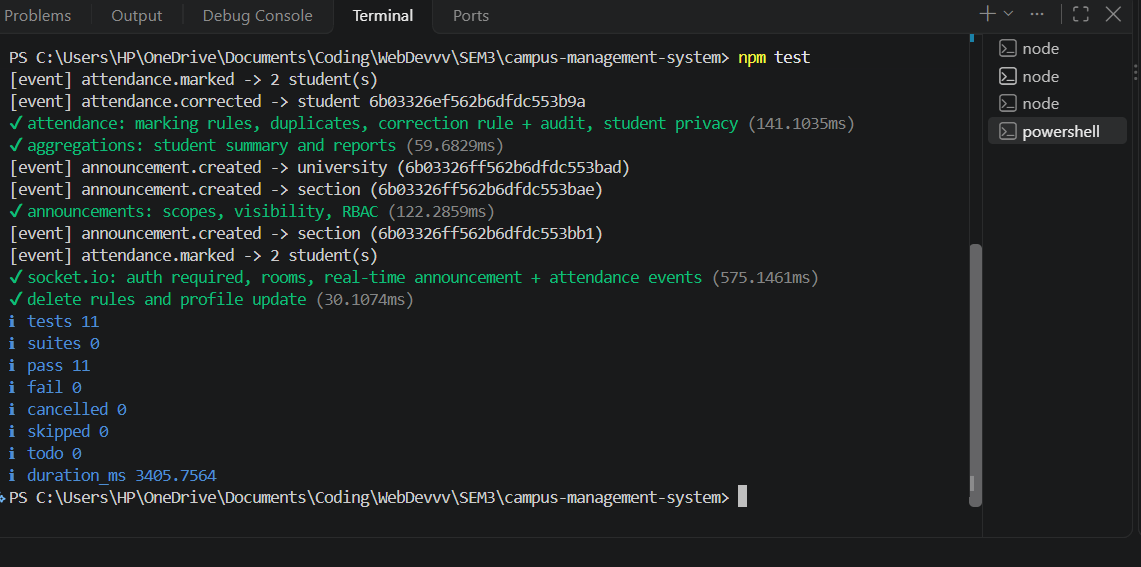 Problems Output Debug Console Terminal Ports
PS C:\Users\HP\OneDrive\Documents\Coding\WebDevvv\SEM3\campus-management-system> npm test
[event] attendance.marked -> 2 student(s)
[event] attendance.corrected -> student 6b03326ef562b6dfdc553b9a
✔ attendance: marking rules, duplicates, correction rule + audit, student privacy (141.1035ms)
✔ aggregations: student summary and reports (59.6829ms)
[event] announcement.created -> university (6b03326ff562b6dfdc553bad)
[event] announcement.created -> section (6b03326ff562b6dfdc553bae)
✔ announcements: scopes, visibility, RBAC (122.2859ms)
[event] announcement.created -> section (6b03326ff562b6dfdc553bb1)
[event] attendance.marked -> 2 student(s)
✔ socket.io: auth required, rooms, real-time announcement + attendance events (575.1461ms)
✔ delete rules and profile update (30.1074ms)
ℹ tests 11
ℹ suites 0
ℹ pass 11
ℹ fail 0
ℹ cancelled 0
ℹ skipped 0
ℹ todo 0
ℹ duration_ms 3405.7564
PS C:\Users\HP\OneDrive\Documents\Coding\WebDevvv\SEM3\campus-management-system>
node
node
node
powershell